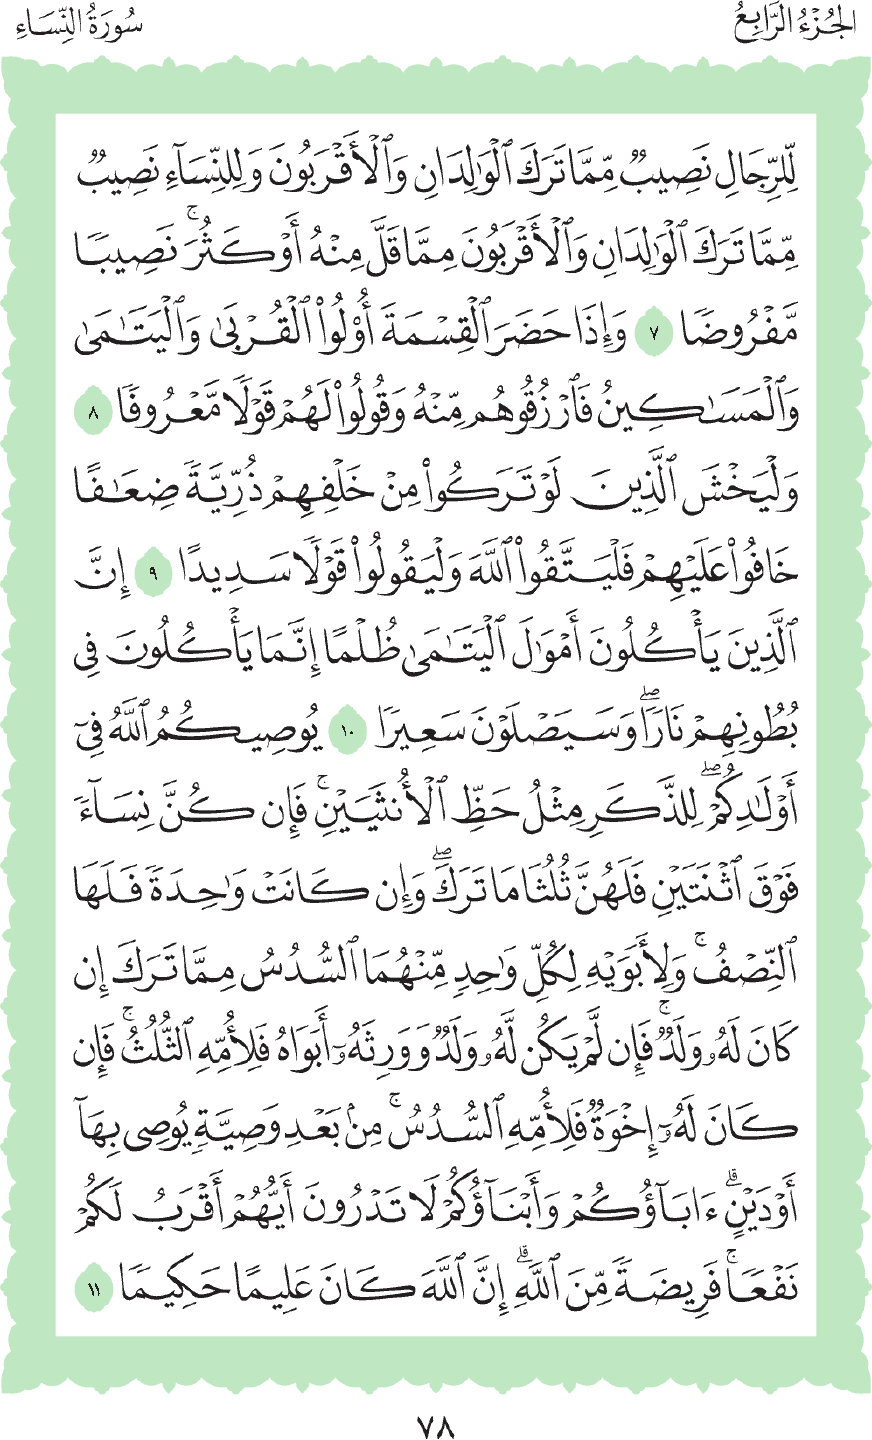 الجُزْءُ الرَّابِعُ
سُورَةُ النِّسَاءِ
لِّلرِّجَالِ نَصِيبٌ مِّمَّا تَرَكَ ٱلْوَٰلِدَانِ وَٱلْأَقْرَبُونَ وَلِلنِّسَآءِ نَصِيبٌ
مِّمَّا تَرَكَ ٱلْوَٰلِدَانِ وَٱلْأَقْرَبُونَ مِمَّا قَلَّ مِنْهُ أَوْ كَثُرَ ۚ نَصِيبًا
مَّفْرُوضًا ٧ وَإِذَا حَضَرَ ٱلْقِسْمَةَ أُو۟لُوا۟ ٱلْقُرْبَىٰ وَٱلْيَتَٰمَىٰ
وَٱلْمَسَٰكِينُ فَٱرْزُقُوهُم مِّنْهُ وَقُولُوا۟ لَهُمْ قَوْلًا مَّعْرُوفًا ٨
وَلْيَخْشَ ٱلَّذِينَ لَوْ تَرَكُوا۟ مِنْ خَلْفِهِمْ ذُرِّيَّةً ضِعَٰفًا
خَافُوا۟ عَلَيْهِمْ فَلْيَتَّقُوا۟ ٱللَّهَ وَلْيَقُولُوا۟ قَوْلًا سَدِيدًا ٩ إِنَّ
ٱلَّذِينَ يَأْكُلُونَ أَمْوَٰلَ ٱلْيَتَٰمَىٰ ظُلْمًا إِنَّمَا يَأْكُلُونَ فِى
بُطُونِهِمْ نَارًا ۖ وَسَيَصْلَوْنَ سَعِيرًا ١٠ يُوصِيكُمُ ٱللَّهُ فِىٓ
أَوْلَٰدِكُمْ ۖ لِلذَّكَرِ مِثْلُ حَظِّ ٱلْأُنثَيَيْنِ ۚ فَإِن كُنَّ نِسَآءً
فَوْقَ ٱثْنَتَيْنِ فَلَهُنَّ ثُلُثَا مَا تَرَكَ ۖ وَإِن كَانَتْ وَٰحِدَةً فَلَهَا
ٱلنِّصْفُ ۚ وَلِأَبَوَيْهِ لِكُلِّ وَٰحِدٍ مِّنْهُمَا ٱلسُّدُسُ مِمَّا تَرَكَ إِن
كَانَ لَهُۥ وَلَدٌ ۚ فَإِن لَّمْ يَكُن لَّهُۥ وَلَدٌ وَوَرِثَهُۥٓ أَبَوَاهُ فَلِأُمِّهِ ٱلثُّلُثُ ۚ فَإِن
كَانَ لَهُۥٓ إِخْوَةٌ فَلِأُمِّهِ ٱلسُّدُسُ ۚ مِنۢ بَعْدِ وَصِيَّةٍ يُوصِى بِهَآ
أَوْ دَيْنٍ ۗ ءَابَآؤُكُمْ وَأَبْنَآؤُكُمْ لَا تَدْرُونَ أَيُّهُمْ أَقْرَبُ لَكُمْ
نَفْعًا ۚ فَرِيضَةً مِّنَ ٱللَّهِ ۗ إِنَّ ٱللَّهَ كَانَ عَلِيمًا حَكِيمًا ١١
٧٨